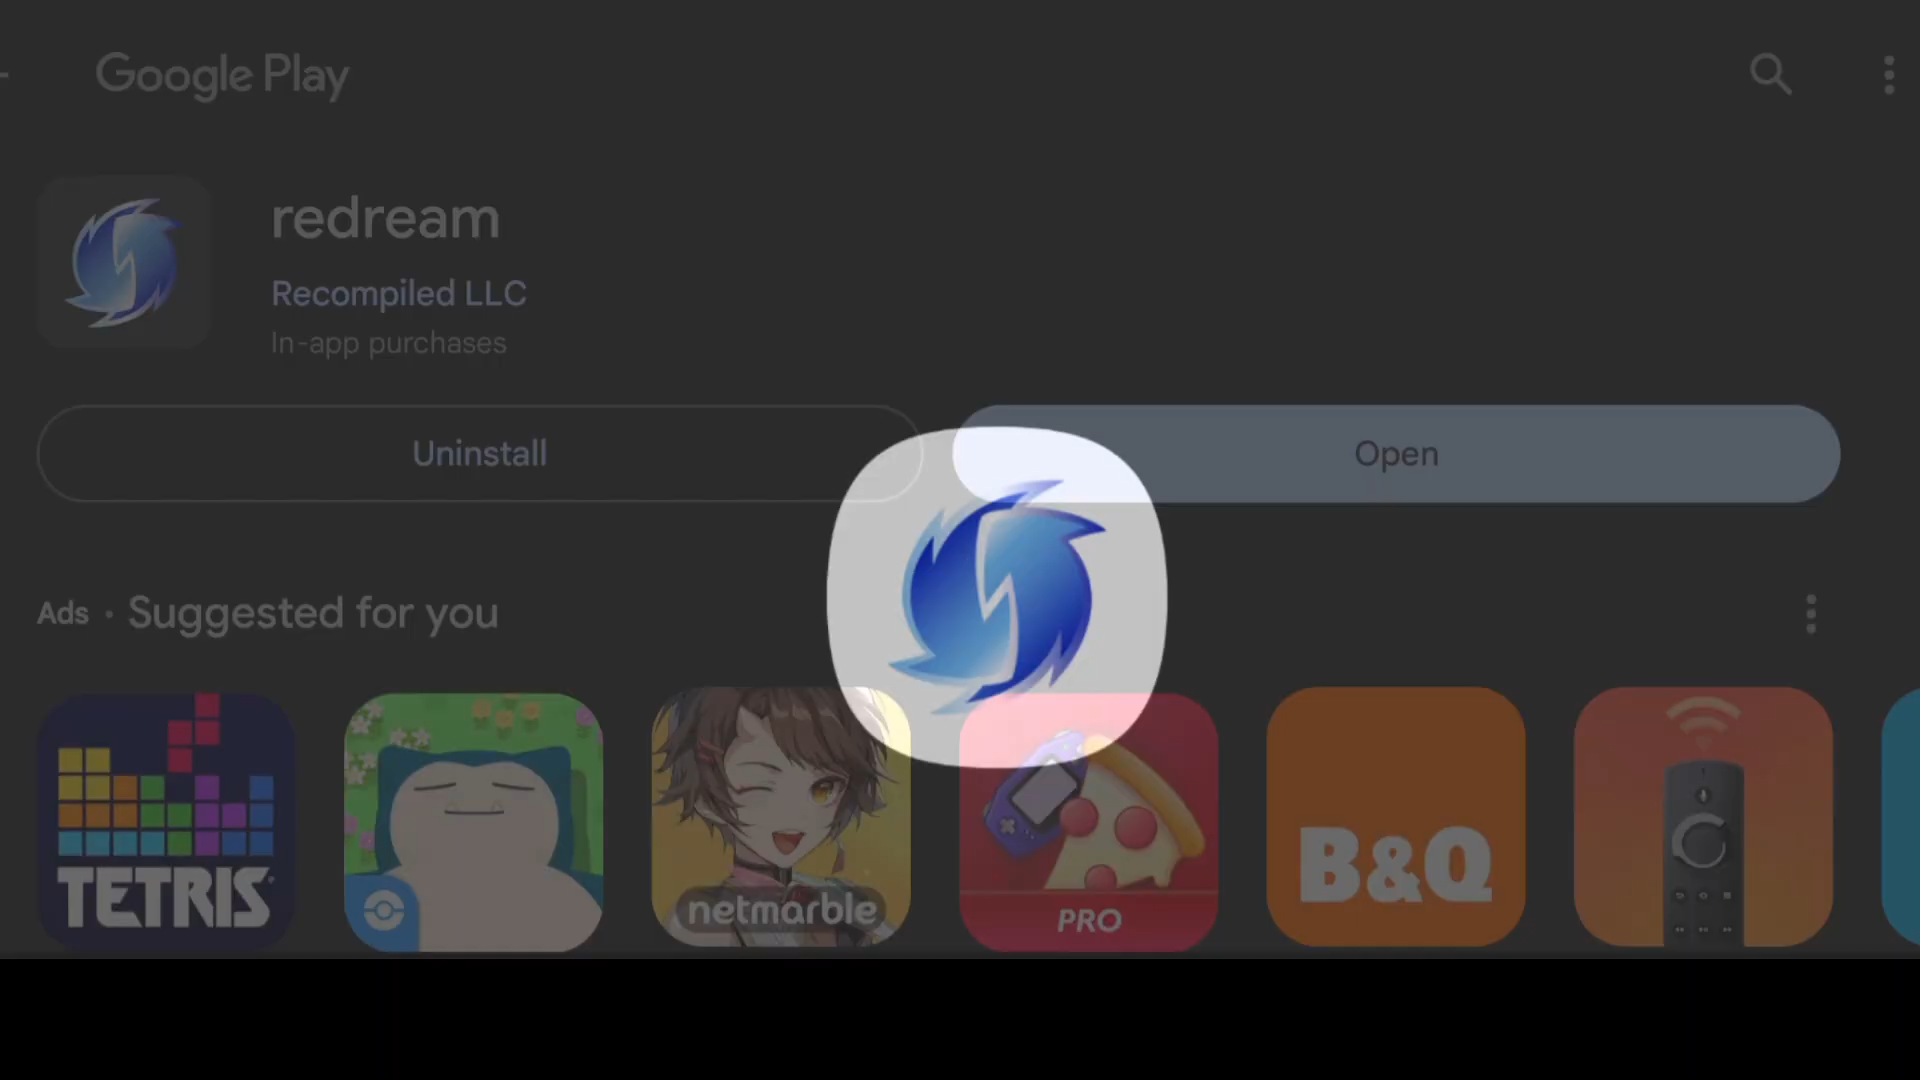 Google Play
redream
Recompiled LLC
In-app purchases
Uninstall
Open
Ads · Suggested for you
TETRIS
netmarble
PRO
B&Q